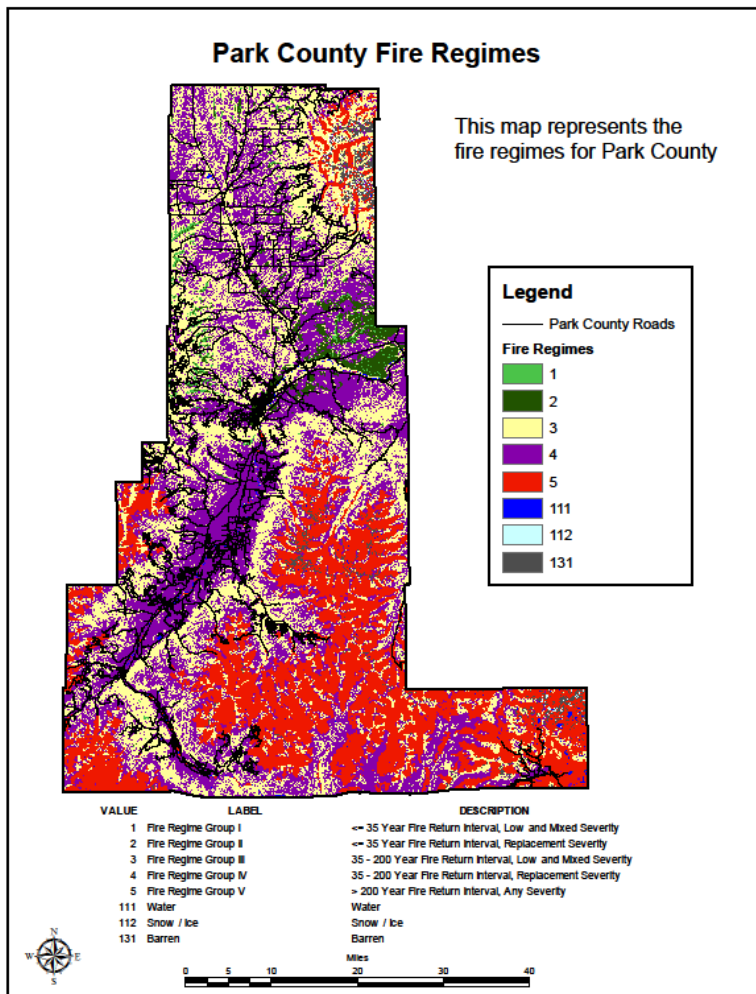 Park County Fire Regimes
This map represents the
fire regimes for Park County
Legend
Park County Roads
Fire Regimes
1
2
3
4
5
111
112
131
VALUE LABEL DESCRIPTION
1 Fire Regime Group I <= 35 Year Fire Return Interval, Low and Mixed Severity
2 Fire Regime Group II <= 35 Year Fire Return Interval, Replacement Severity
3 Fire Regime Group III 35 - 200 Year Fire Return Interval, Low and Mixed Severity
4 Fire Regime Group IV 35 - 200 Year Fire Return Interval, Replacement Severity
5 Fire Regime Group V > 200 Year Fire Return Interval, Any Severity
111 Water Water
112 Snow / Ice Snow / Ice
131 Barren Barren
N
W E
S
Miles
0 5 10 20 30 40